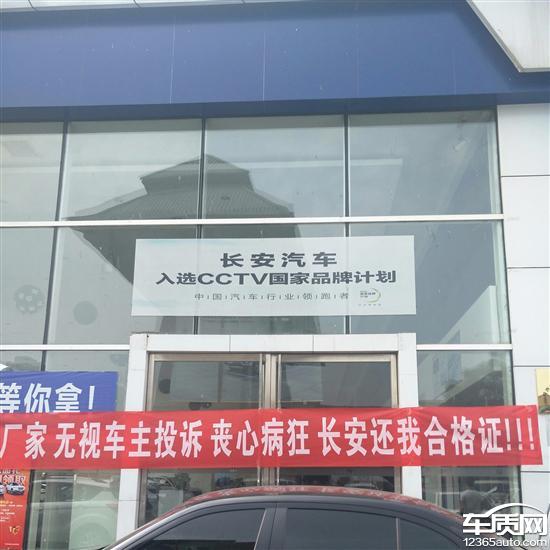 长安汽车
入选CCTV国家品牌计划
中国汽车行业领跑者
等你拿！
厂家 无视车主投诉 丧心病狂 长安还我合格证!!!
领取
车质网
12365auto.com